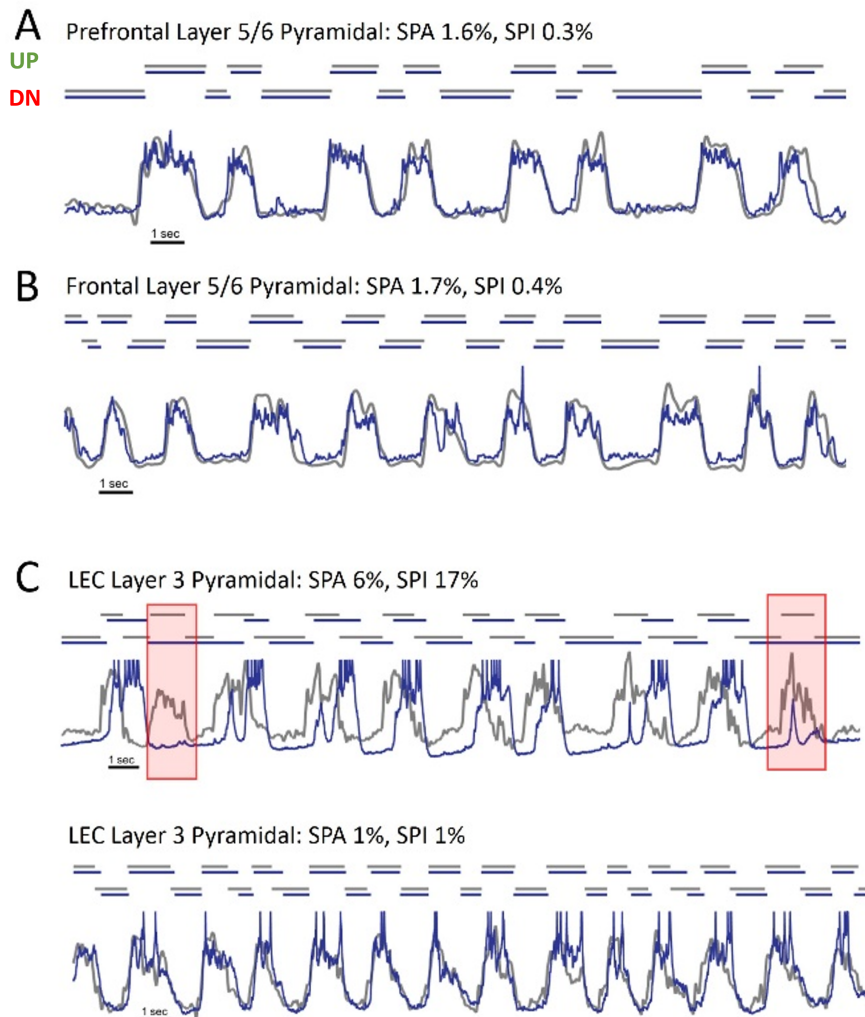 A
Prefrontal Layer 5/6 Pyramidal: SPA 1.6%, SPI 0.3%
UP
DN
1 sec
B
Frontal Layer 5/6 Pyramidal: SPA 1.7%, SPI 0.4%
1 sec
C
LEC Layer 3 Pyramidal: SPA 6%, SPI 17%
1 sec
LEC Layer 3 Pyramidal: SPA 1%, SPI 1%
1 sec